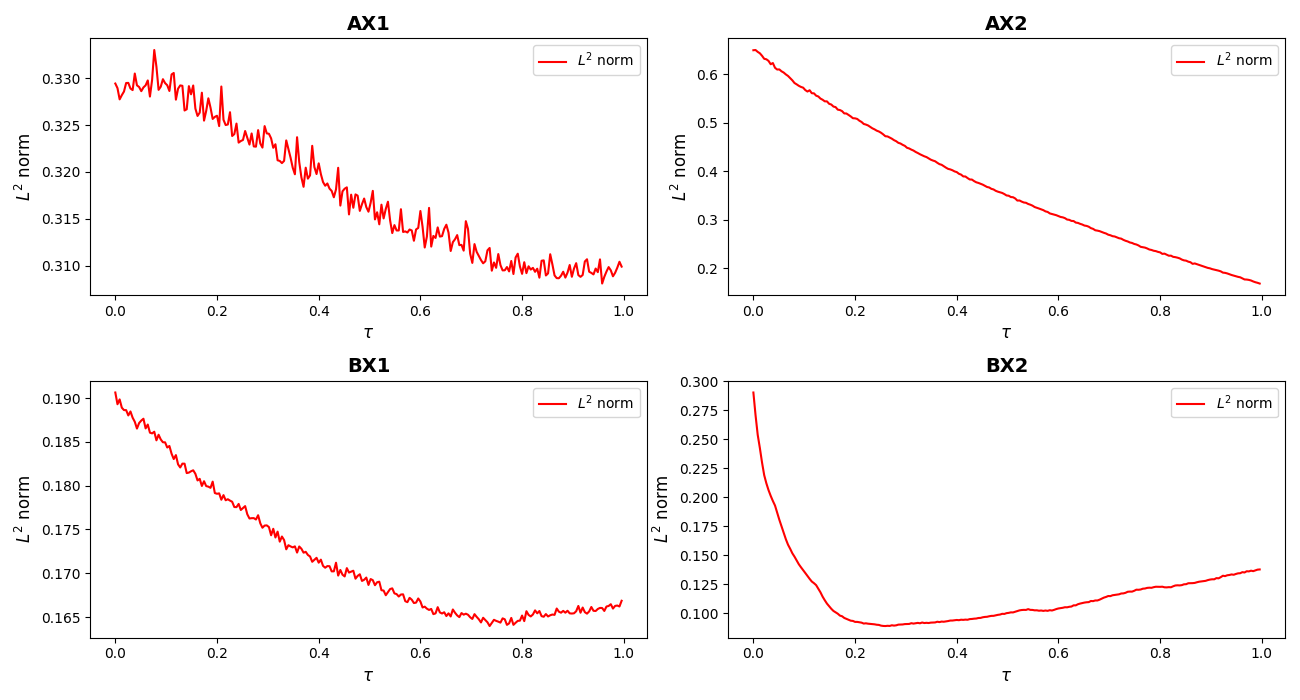 AX1
L² norm
0.330
0.325
0.320
0.315
0.310
L² norm
0.0 0.2 0.4 0.6 0.8 1.0
τ
AX2
L² norm
0.6
0.5
0.4
0.3
0.2
L² norm
0.0 0.2 0.4 0.6 0.8 1.0
τ
BX1
L² norm
0.190
0.185
0.180
0.175
0.170
0.165
L² norm
0.0 0.2 0.4 0.6 0.8 1.0
τ
BX2
L² norm
0.300
0.275
0.250
0.225
0.200
0.175
0.150
0.125
0.100
L² norm
0.0 0.2 0.4 0.6 0.8 1.0
τ